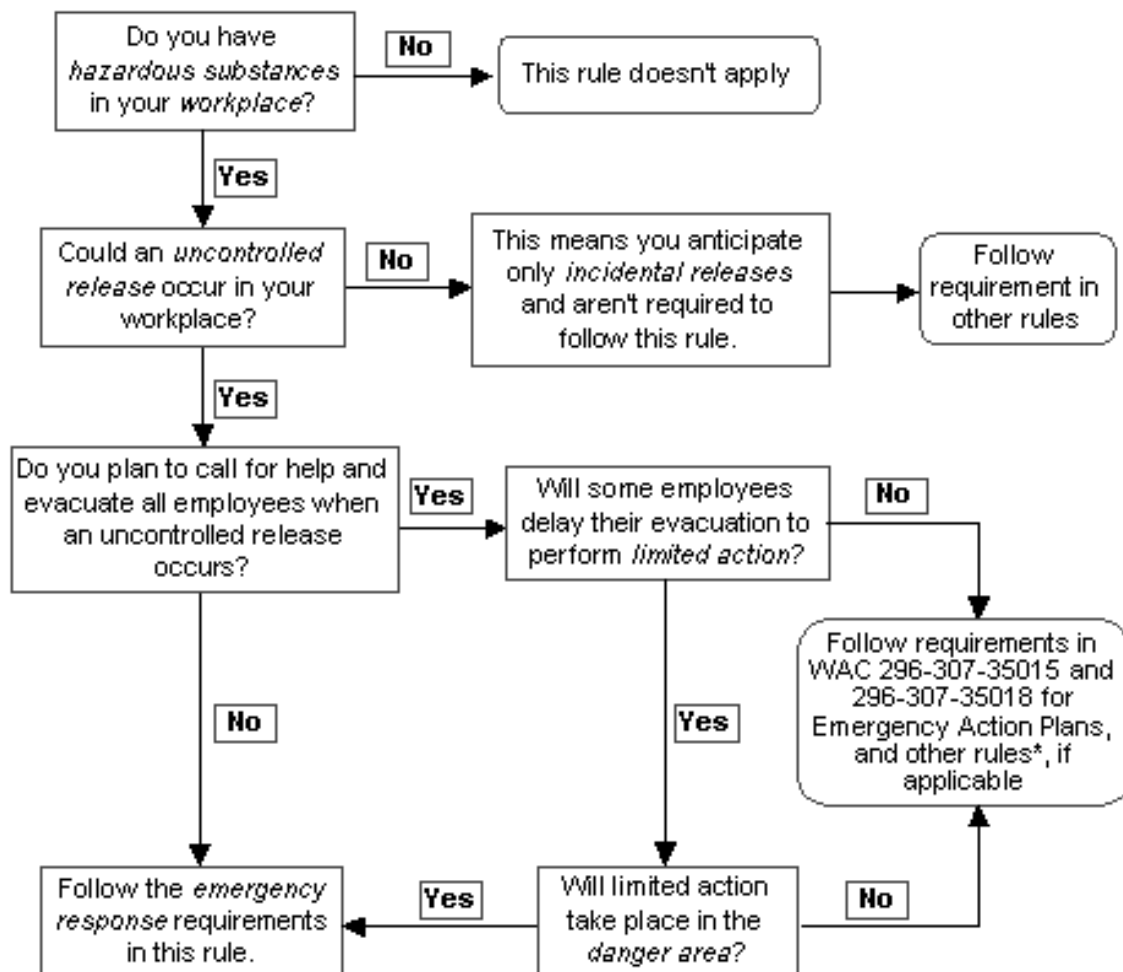 Do you have
hazardous substances
in your workplace?
No
This rule doesn't apply
Yes
Could an uncontrolled
release occur in your
workplace?
No
This means you anticipate
only incidental releases
and aren't required to
follow this rule.
Follow
requirement in
other rules
Yes
Do you plan to call for help and
evacuate all employees when
an uncontrolled release
occurs?
Yes
Will some employees
delay their evacuation to
perform limited action?
No
Follow requirements in
WAC 296-307-35015 and
296-307-35018 for
Emergency Action Plans,
and other rules*, if
applicable
No
Yes
Follow the emergency
response requirements
in this rule.
Yes
Will limited action
take place in the
danger area?
No